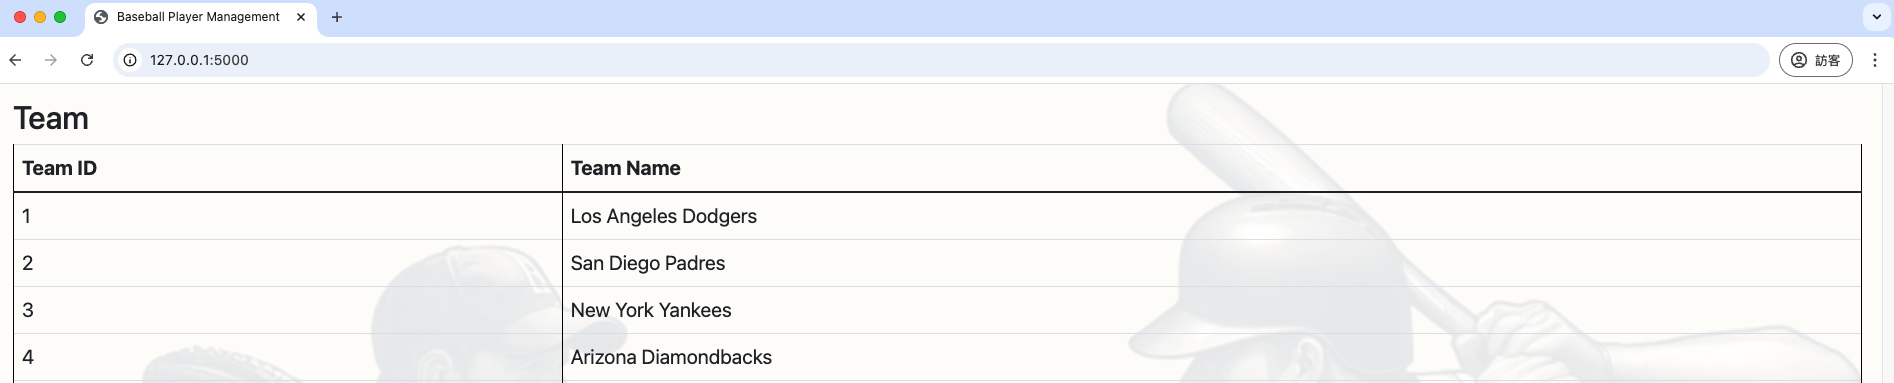 Baseball Player Management
127.0.0.1:5000
訪客
Team
Team ID Team Name
1 Los Angeles Dodgers
2 San Diego Padres
3 New York Yankees
4 Arizona Diamondbacks